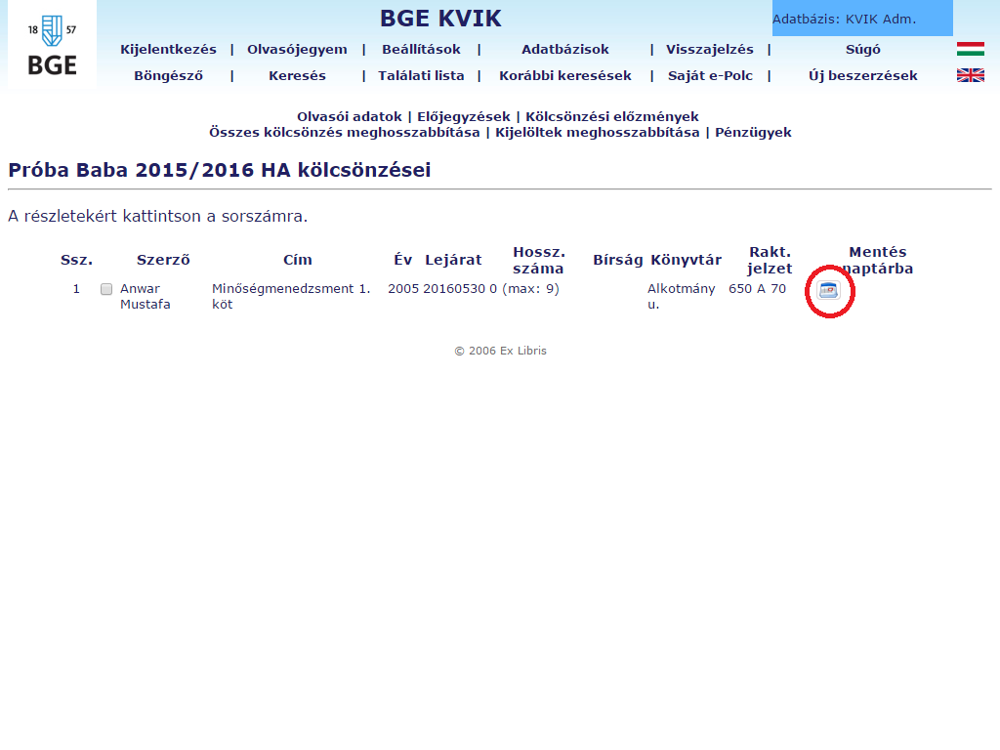 18 57
BGE
BGE KVIK
Adatbázis: KVIK Adm.
Kijelentkezés | Olvasójegyem | Beállítások | Adatbázisok | Visszajelzés | Súgó
Böngésző | Keresés | Találati lista | Korábbi keresések | Saját e-Polc | Új beszerzések
Olvasói adatok | Előjegyzések | Kölcsönzési előzmények
Összes kölcsönzés meghosszabbítása | Kijelöltek meghosszabbítása | Pénzügyek
Próba Baba 2015/2016 HA kölcsönzései
A részletekért kattintson a sorszámra.
Ssz. Szerző Cím Év Lejárat Hossz. száma Bírság Könyvtár Rakt. jelzet Mentés naptárba
1 Anwar Mustafa Minőségmenedzsment 1. köt 2005 20160530 0 (max: 9) Alkotmány u. 650 A 70
© 2006 Ex Libris